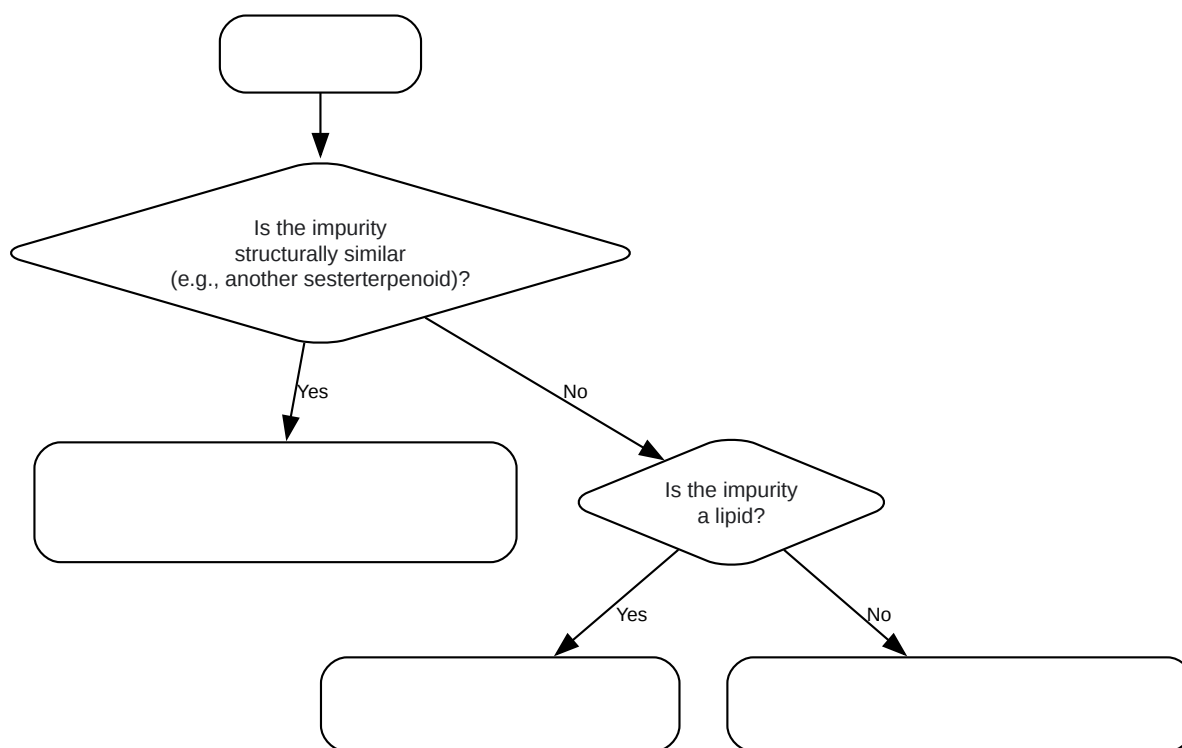 Is the impurity
structurally similar
(e.g., another sesterterpenoid)?
Yes
No
Is the impurity
a lipid?
Yes
No